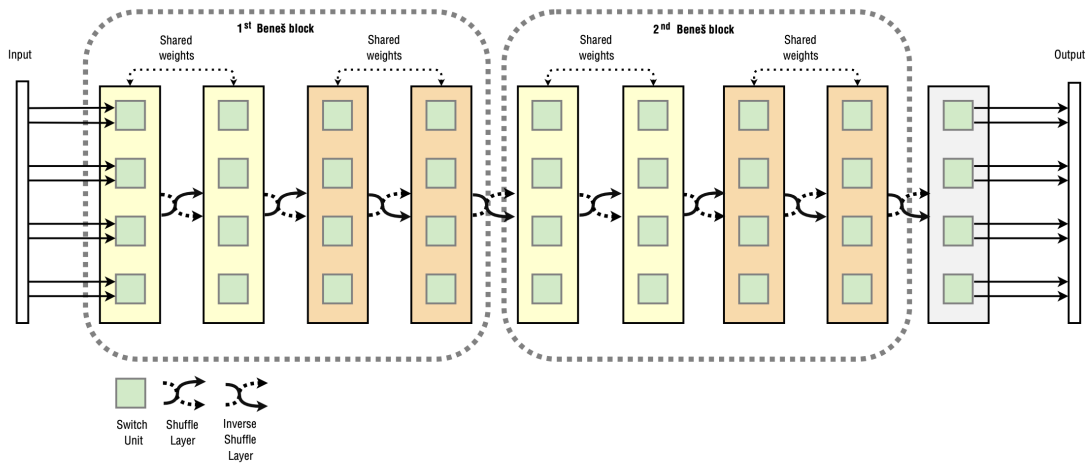 1st Beneš block
2nd Beneš block
Input
Shared
weights
Shared
weights
Shared
weights
Shared
weights
Output
Switch
Unit
Shuffle
Layer
Inverse
Shuffle
Layer